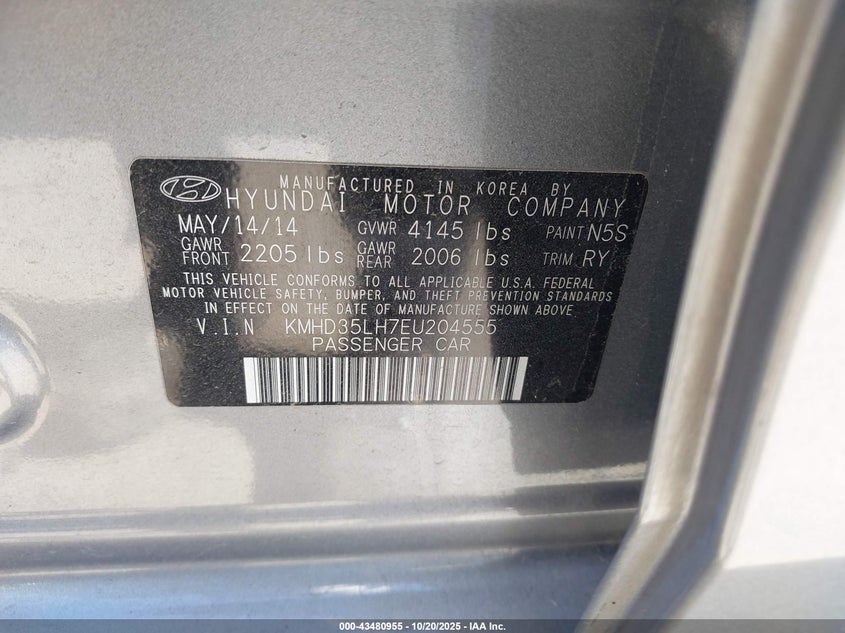 MANUFACTURED IN KOREA BY
HYUNDAI MOTOR COMPANY
MAY/14/14 GVWR 4145 lbs PAINT N5S
GAWR FRONT 2205 lbs GAWR REAR 2006 lbs TRIM RY
THIS VEHICLE CONFORMS TO ALL APPLICABLE U.S.A. FEDERAL
MOTOR VEHICLE SAFETY, BUMPER, AND THEFT PREVENTION STANDARDS
IN EFFECT ON THE DATE OF MANUFACTURE SHOWN ABOVE.
V.I.N KMHD35LH7EU204555
PASSENGER CAR
000-43480955 | 10/20/2025 - IAA Inc.